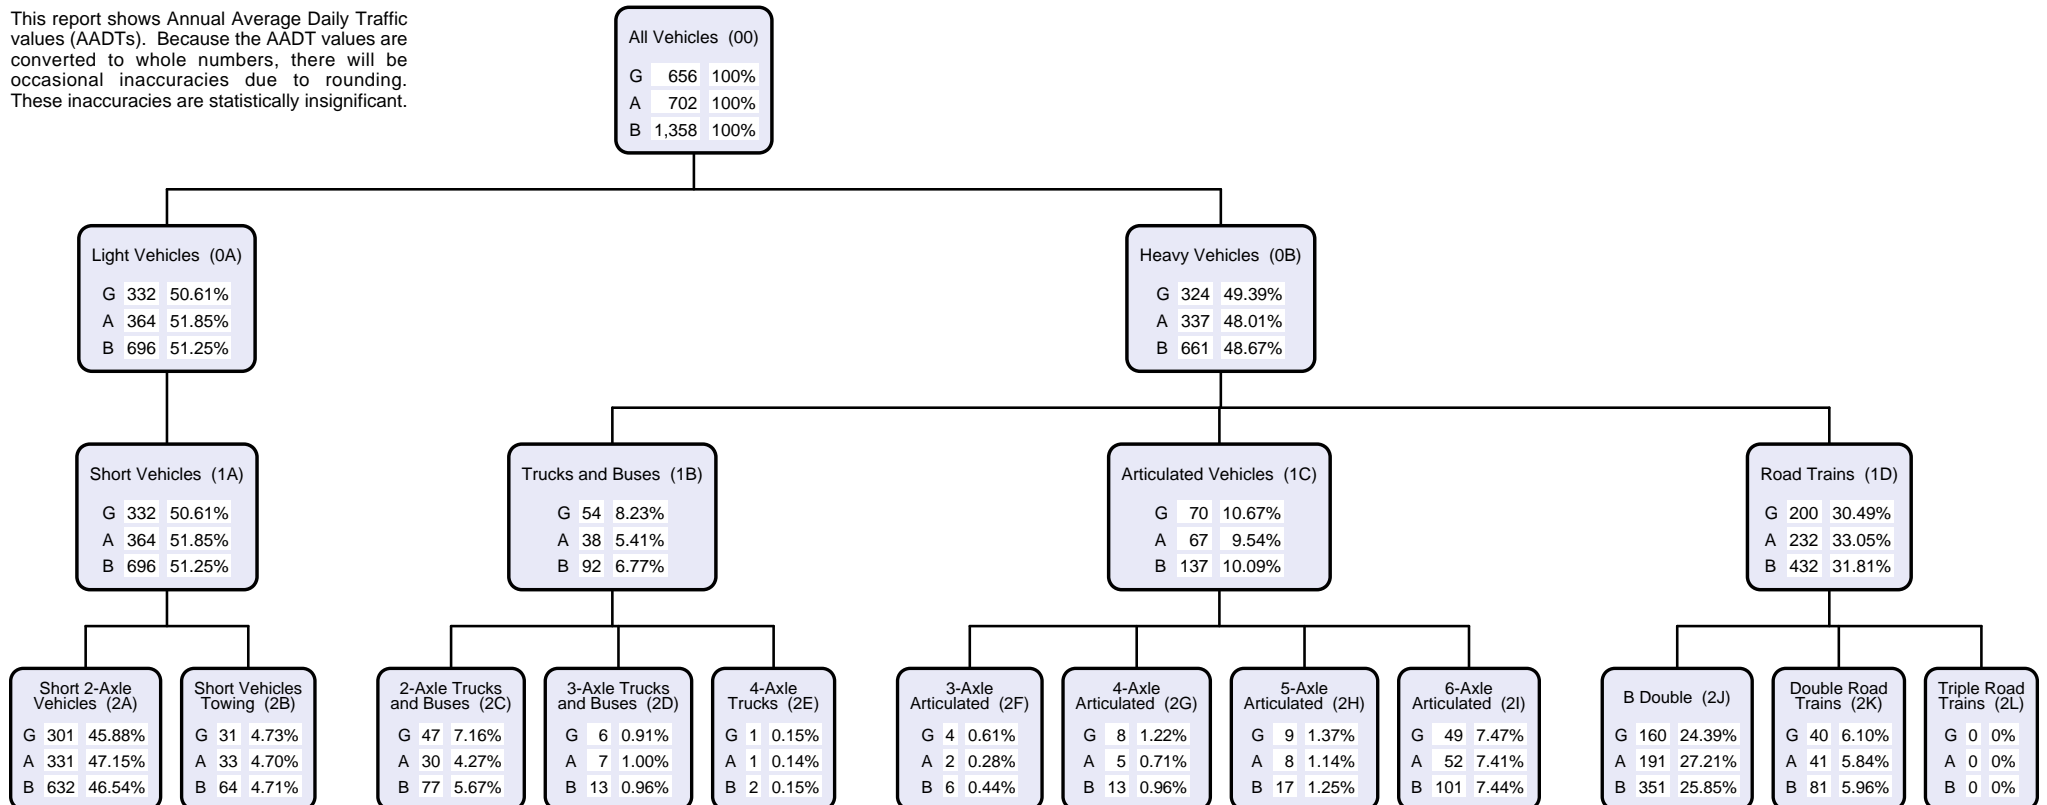 This report shows Annual Average Daily Traffic
values (AADTs). Because the AADT values are
converted to whole numbers, there will be
occasional inaccuracies due to rounding.
These inaccuracies are statistically insignificant.
All Vehicles (00)
G 656 100%
A 702 100%
B 1,358 100%
Light Vehicles (0A)
G 332 50.61%
A 364 51.85%
B 696 51.25%
Heavy Vehicles (0B)
G 324 49.39%
A 337 48.01%
B 661 48.67%
Short Vehicles (1A)
G 332 50.61%
A 364 51.85%
B 696 51.25%
Trucks and Buses (1B)
G 54 8.23%
A 38 5.41%
B 92 6.77%
Articulated Vehicles (1C)
G 70 10.67%
A 67 9.54%
B 137 10.09%
Road Trains (1D)
G 200 30.49%
A 232 33.05%
B 432 31.81%
Short 2-Axle
Vehicles (2A)
G 301 45.88%
A 331 47.15%
B 632 46.54%
Short Vehicles
Towing (2B)
G 31 4.73%
A 33 4.70%
B 64 4.71%
2-Axle Trucks
and Buses (2C)
G 47 7.16%
A 30 4.27%
B 77 5.67%
3-Axle Trucks
and Buses (2D)
G 6 0.91%
A 7 1.00%
B 13 0.96%
4-Axle
Trucks (2E)
G 1 0.15%
A 1 0.14%
B 2 0.15%
3-Axle
Articulated (2F)
G 4 0.61%
A 2 0.28%
B 6 0.44%
4-Axle
Articulated (2G)
G 8 1.22%
A 5 0.71%
B 13 0.96%
5-Axle
Articulated (2H)
G 9 1.37%
A 8 1.14%
B 17 1.25%
6-Axle
Articulated (2I)
G 49 7.47%
A 52 7.41%
B 101 7.44%
B Double (2J)
G 160 24.39%
A 191 27.21%
B 351 25.85%
Double Road
Trains (2K)
G 40 6.10%
A 41 5.84%
B 81 5.96%
Triple Road
Trains (2L)
G 0 0%
A 0 0%
B 0 0%